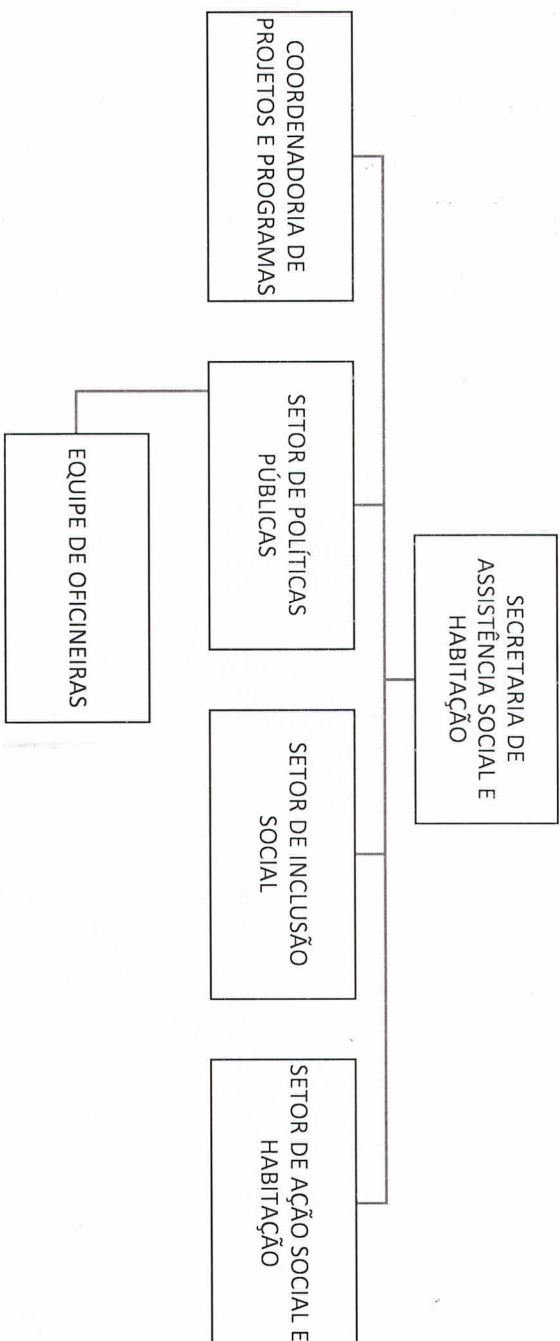 SECRETARIA DE
ASSISTÊNCIA SOCIAL E
HABITAÇÃO
COORDENADORIA DE
PROJETOS E PROGRAMAS
SETOR DE POLÍTICAS
PÚBLICAS
SETOR DE INCLUSÃO
SOCIAL
SETOR DE AÇÃO SOCIAL E
HABITAÇÃO
EQUIPE DE OFICINEIRAS